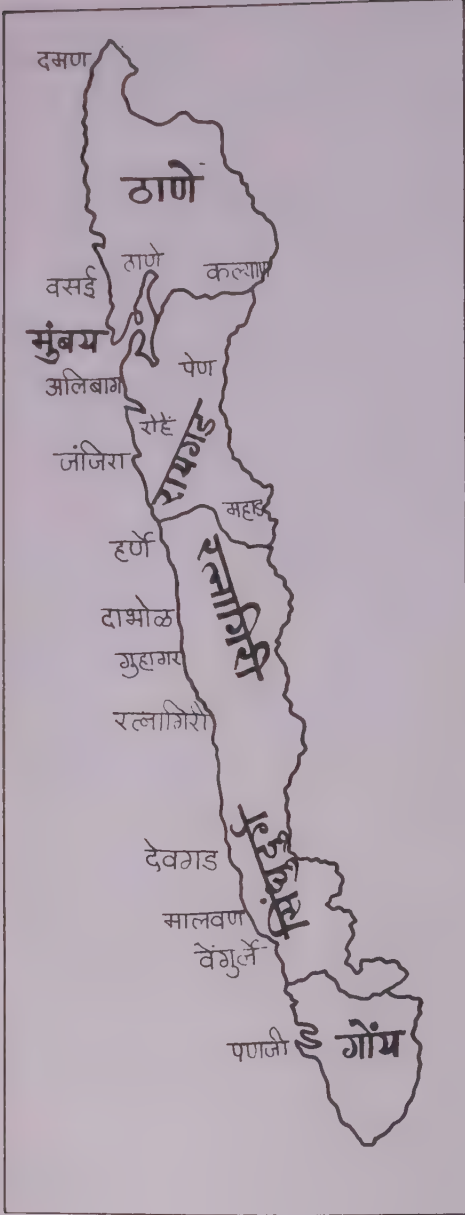 दमण
ठाणे
ठाणे
कल्याण
वसई
मुंबय
पेण
अलिबाग
रोहें
रायगड
जंजिरा
महाड
हर्णे
रत्नागिरी
दाभोळ
गुहागर
रत्नागिरी
सिंधुदुर्ग
देवगड
मालवण
वेंगुर्ले
पणजी
गोंय